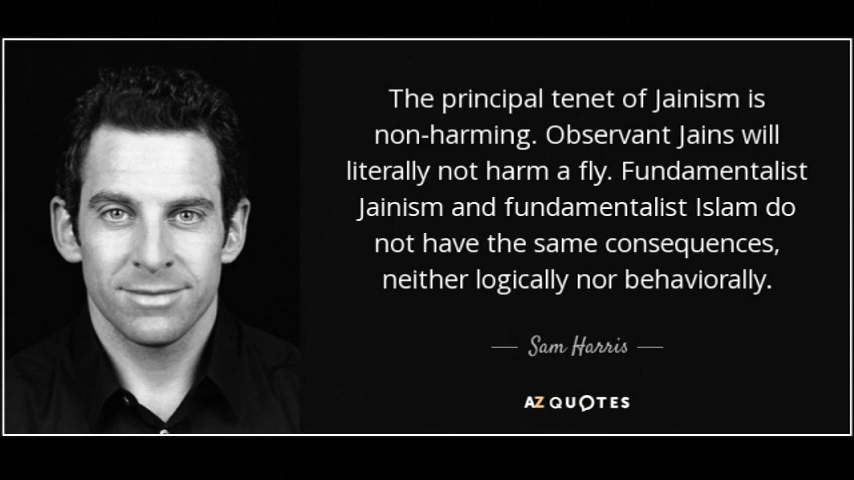 The principal tenet of Jainism is
non-harming. Observant Jains will
literally not harm a fly. Fundamentalist
Jainism and fundamentalist Islam do
not have the same consequences,
neither logically nor behaviorally.
Sam Harris
AZ QUOTES